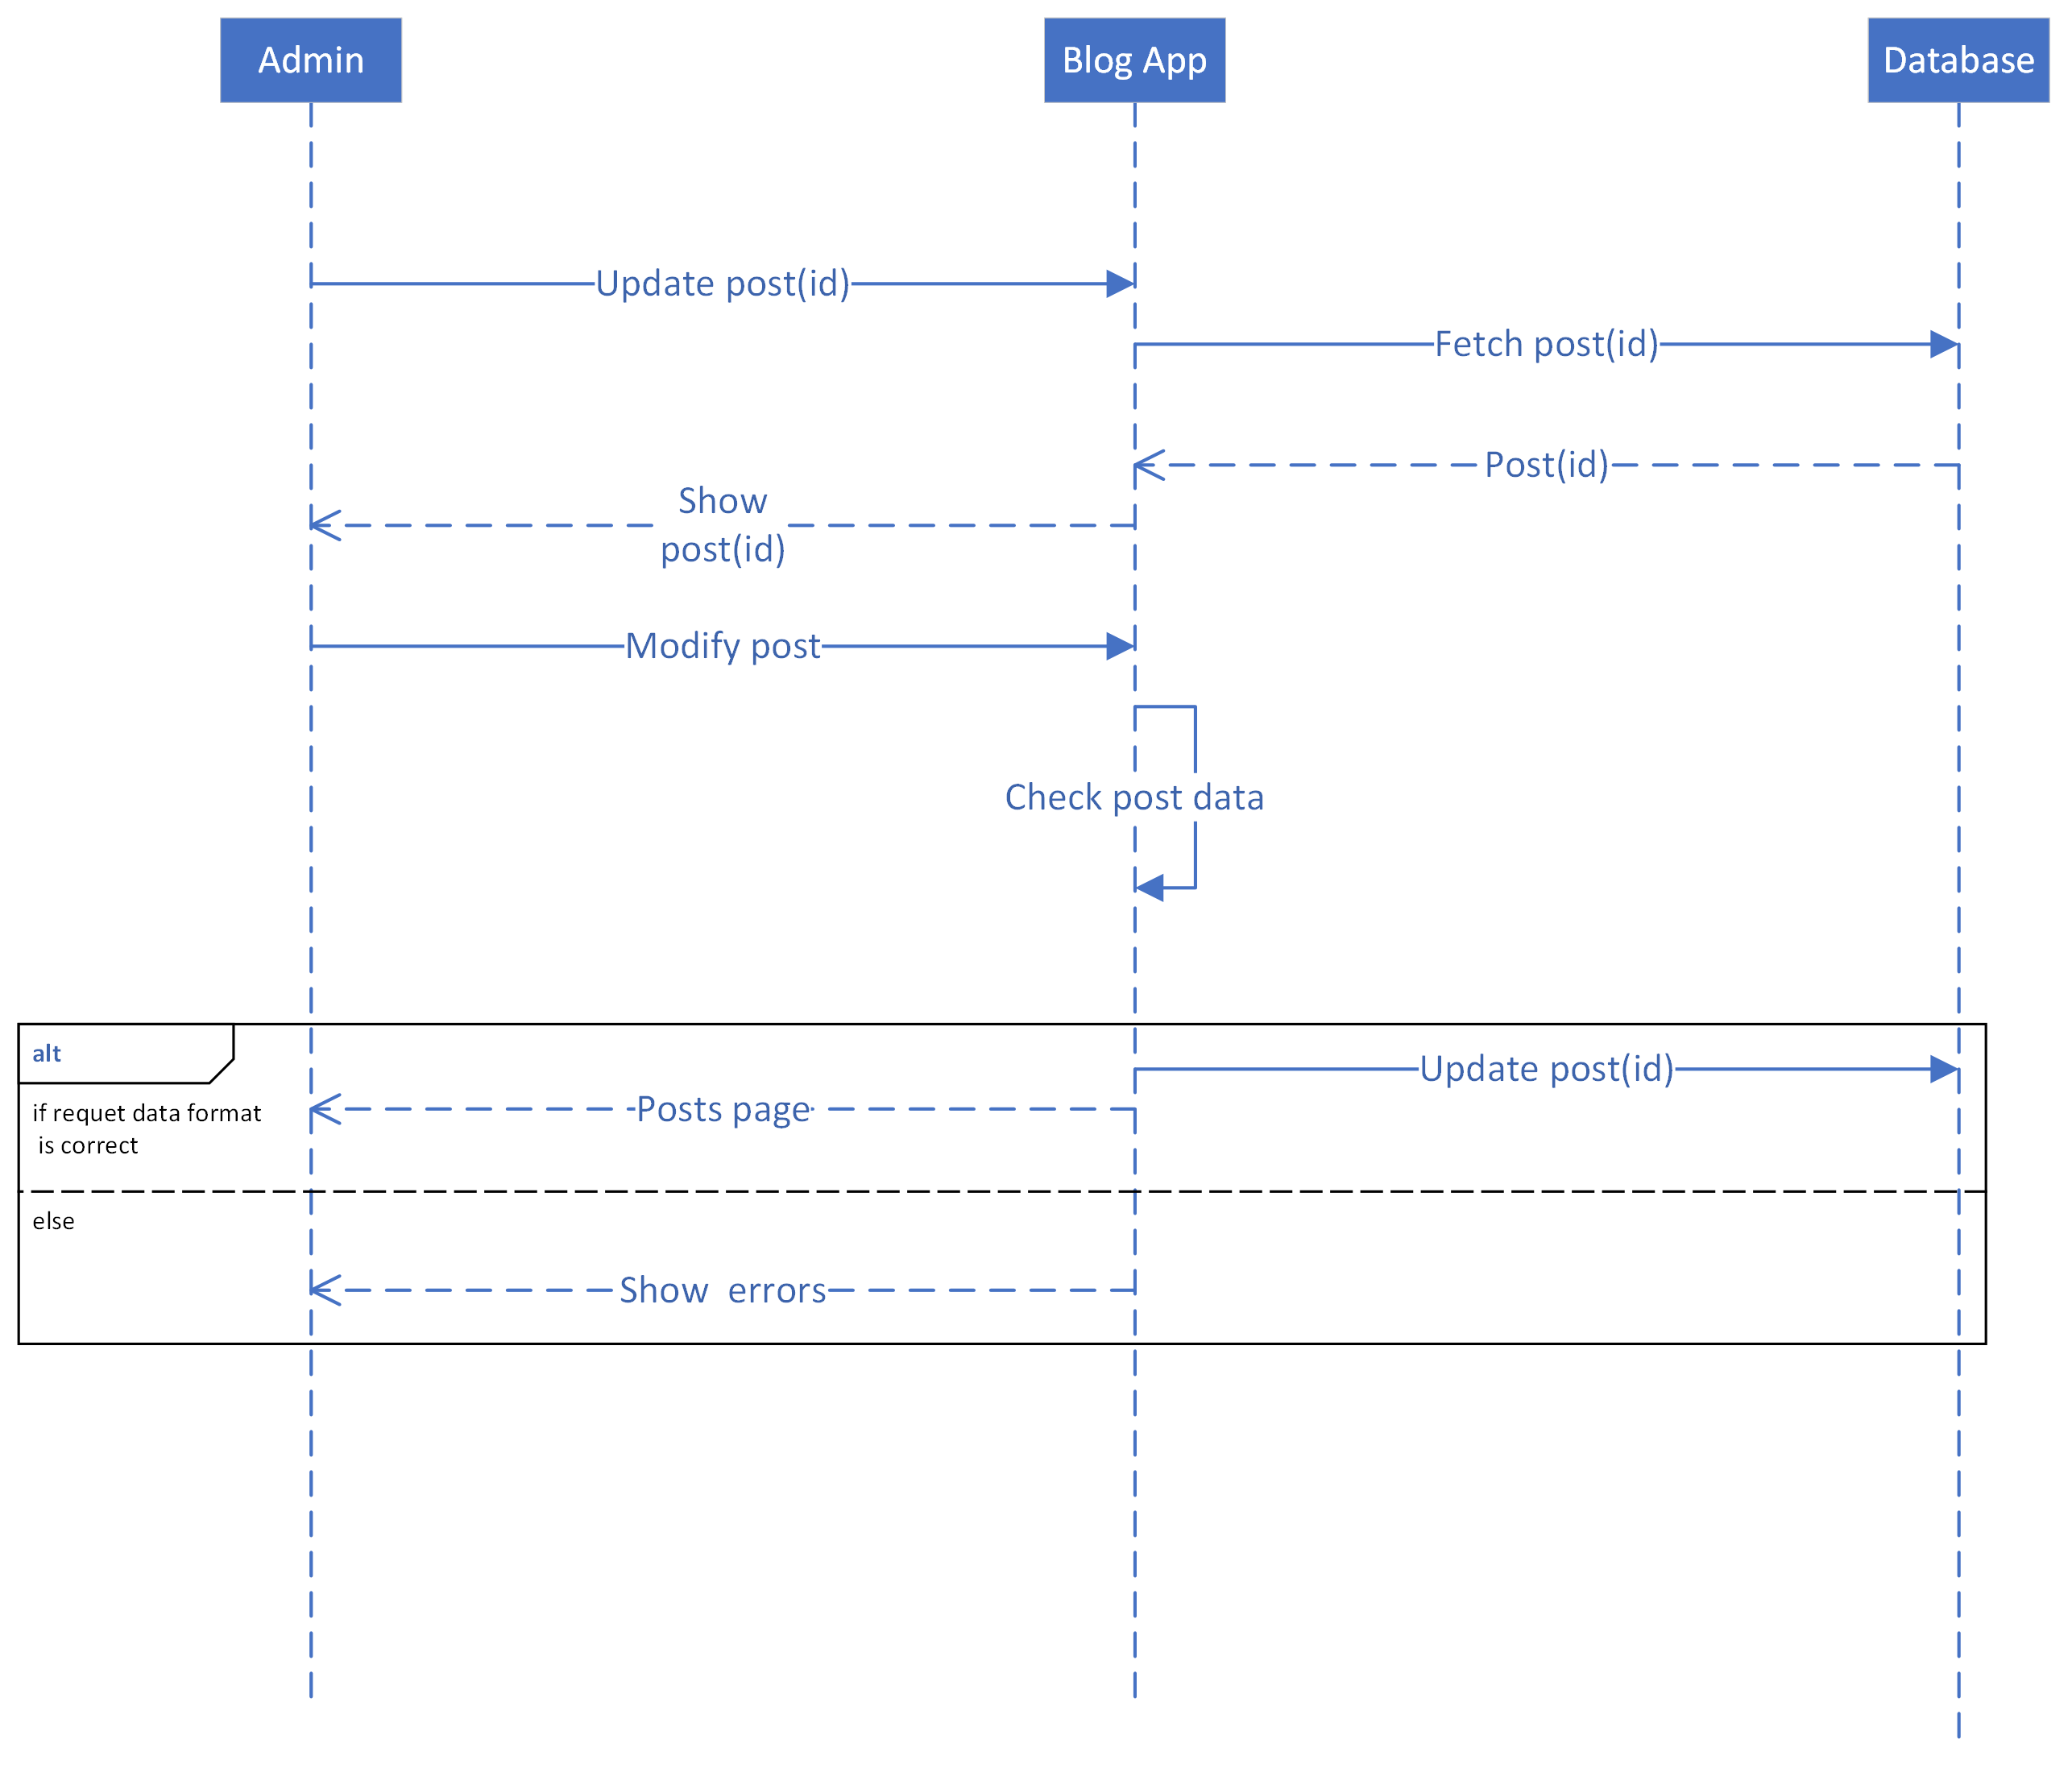 Admin
Blog App
Database
Update post(id)
Fetch post(id)
Post(id)
Show
post(id)
Modify post
Check post data
alt
Update post(id)
Posts page
if requet data format
is correct
else
Show errors